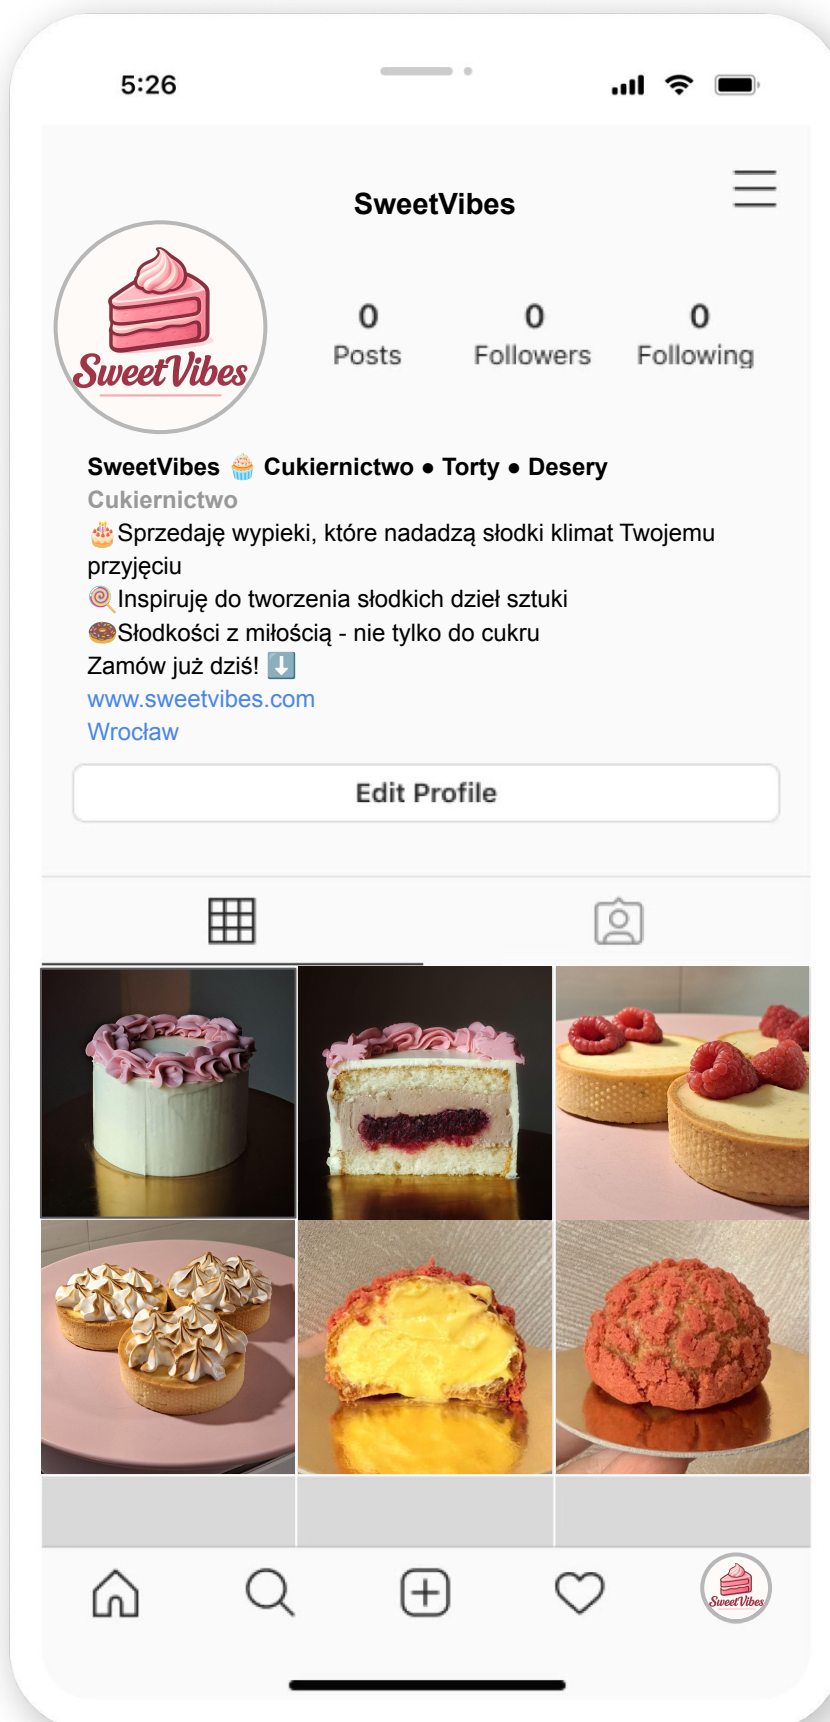 5:26
SweetVibes
SweetVibes
0 0 0
Posts Followers Following
SweetVibes 🧁 Cukiernictwo ● Torty ● Desery
Cukiernictwo
🎂Sprzedaję wypieki, które nadadzą słodki klimat Twojemu
przyjęciu
🍭Inspiruję do tworzenia słodkich dzieł sztuki
🍩Słodkości z miłością - nie tylko do cukru
Zamów już dziś! ⬇️
www.sweetvibes.com
Wrocław
Edit Profile
SweetVibes